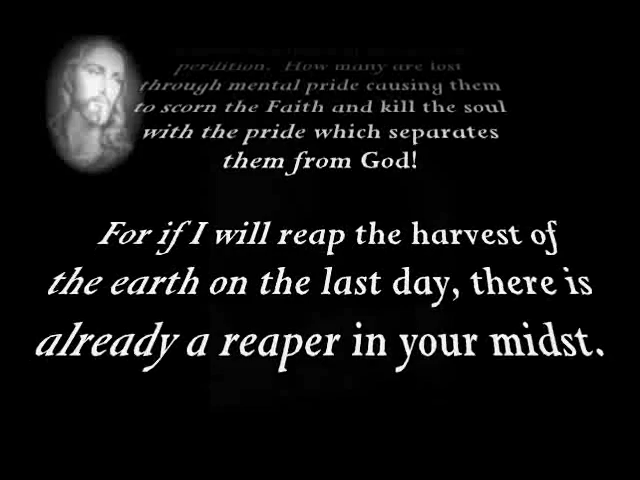 perdition. How many are lost
through mental pride causing them
to scorn the Faith and kill the soul
with the pride which separates
them from God!
For if I will reap the harvest of
the earth on the last day, there is
already a reaper in your midst.